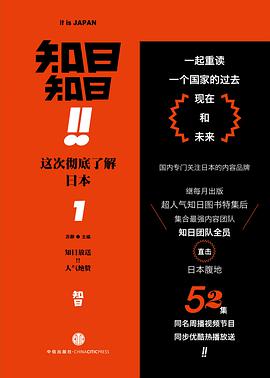 It is JAPAN
知日
知日
!!
这次彻底了解
日本
1
苏静 ● 主编
知日放送
!!
人气绝赞
知日
中信出版社·CHINA CITIC PRESS
一起重读
一个国家的过去
现在
和
未来
国内专门关注日本的内容品牌
继每月出版
超人气知日图书特集后
集合最强内容团队
知日团队全员
直击
日本腹地
52集
同名周播视频节目
同步优酷热播放送
!!